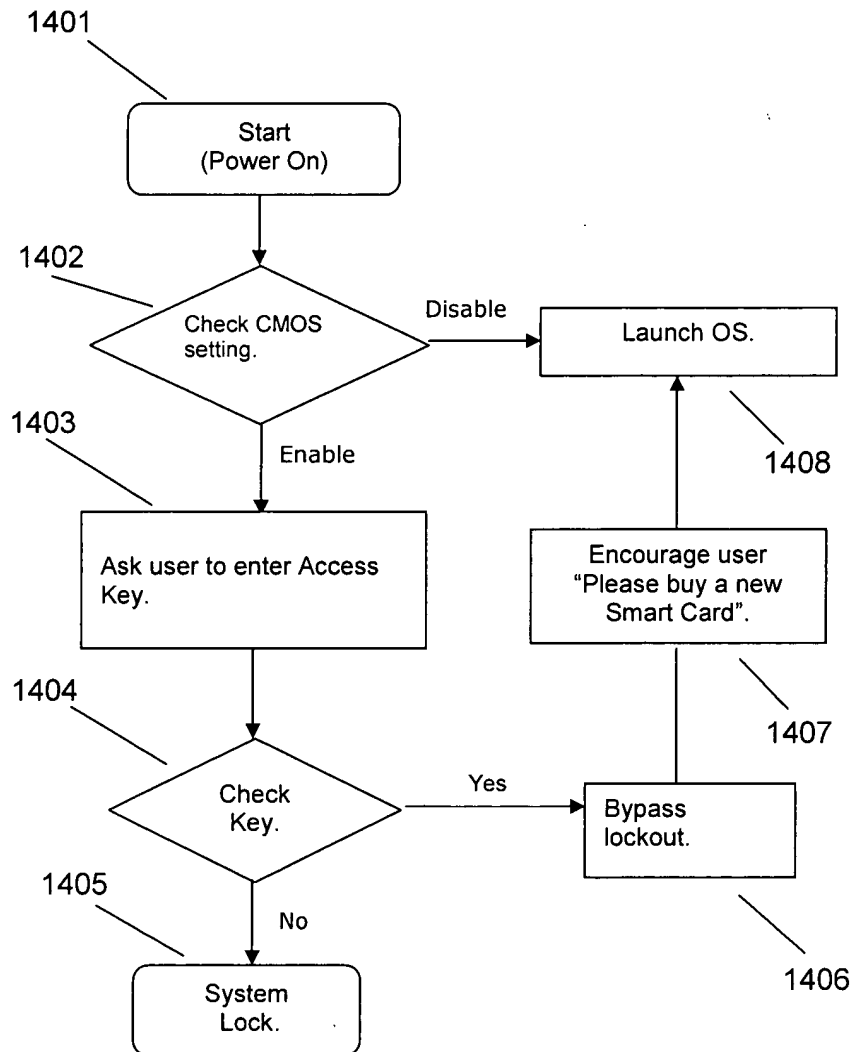 1401
Start
(Power On)
1402
Check CMOS
setting.
Disable
Launch OS.
1408
1403
Enable
Ask user to enter Access
Key.
Encourage user
“Please buy a new
Smart Card”.
1407
1404
Check
Key.
Yes
Bypass
lockout.
1406
1405
No
System
Lock.